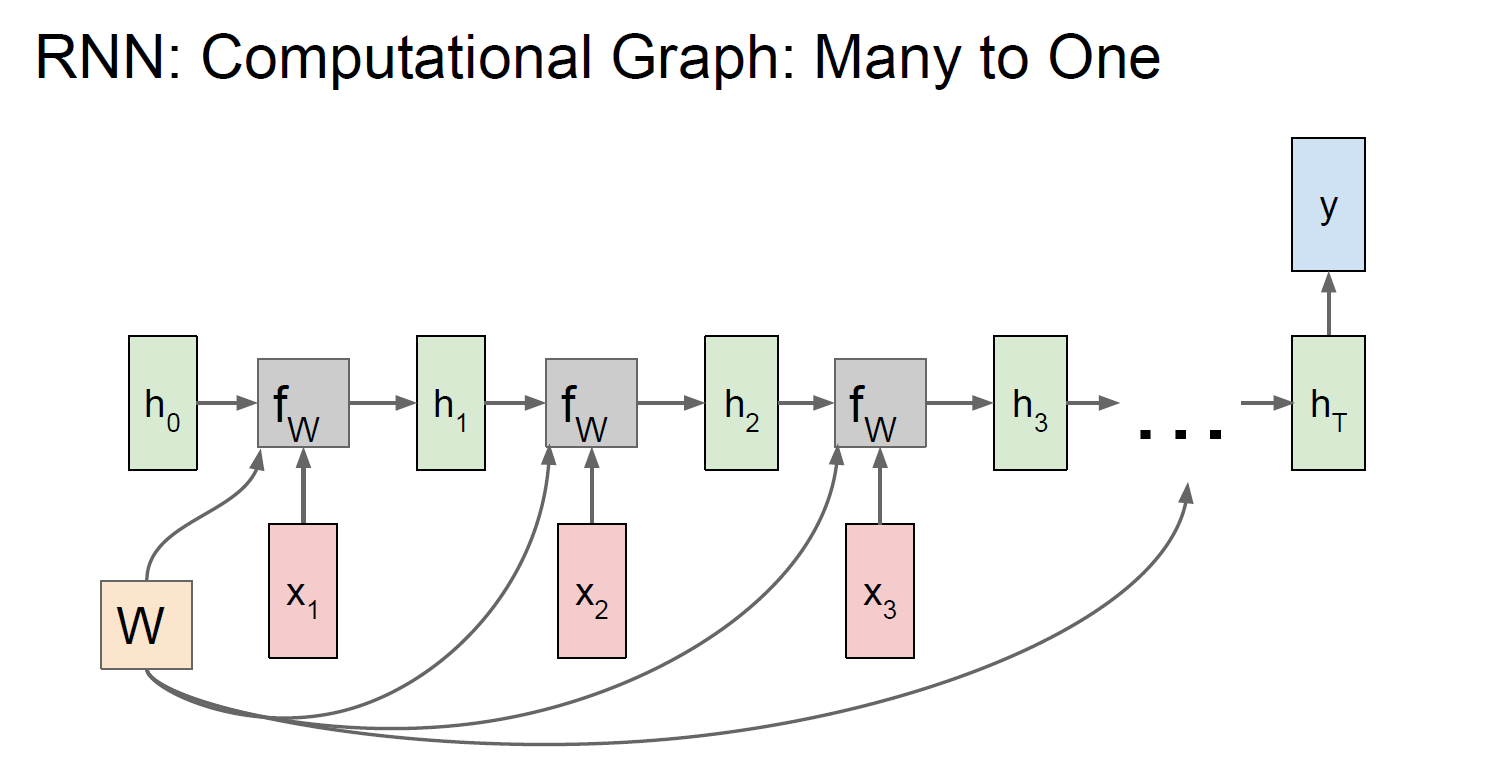 RNN: Computational Graph: Many to One
y
h0 fW h1 fW h2 fW h3 ... hT
x1 x2 x3
W